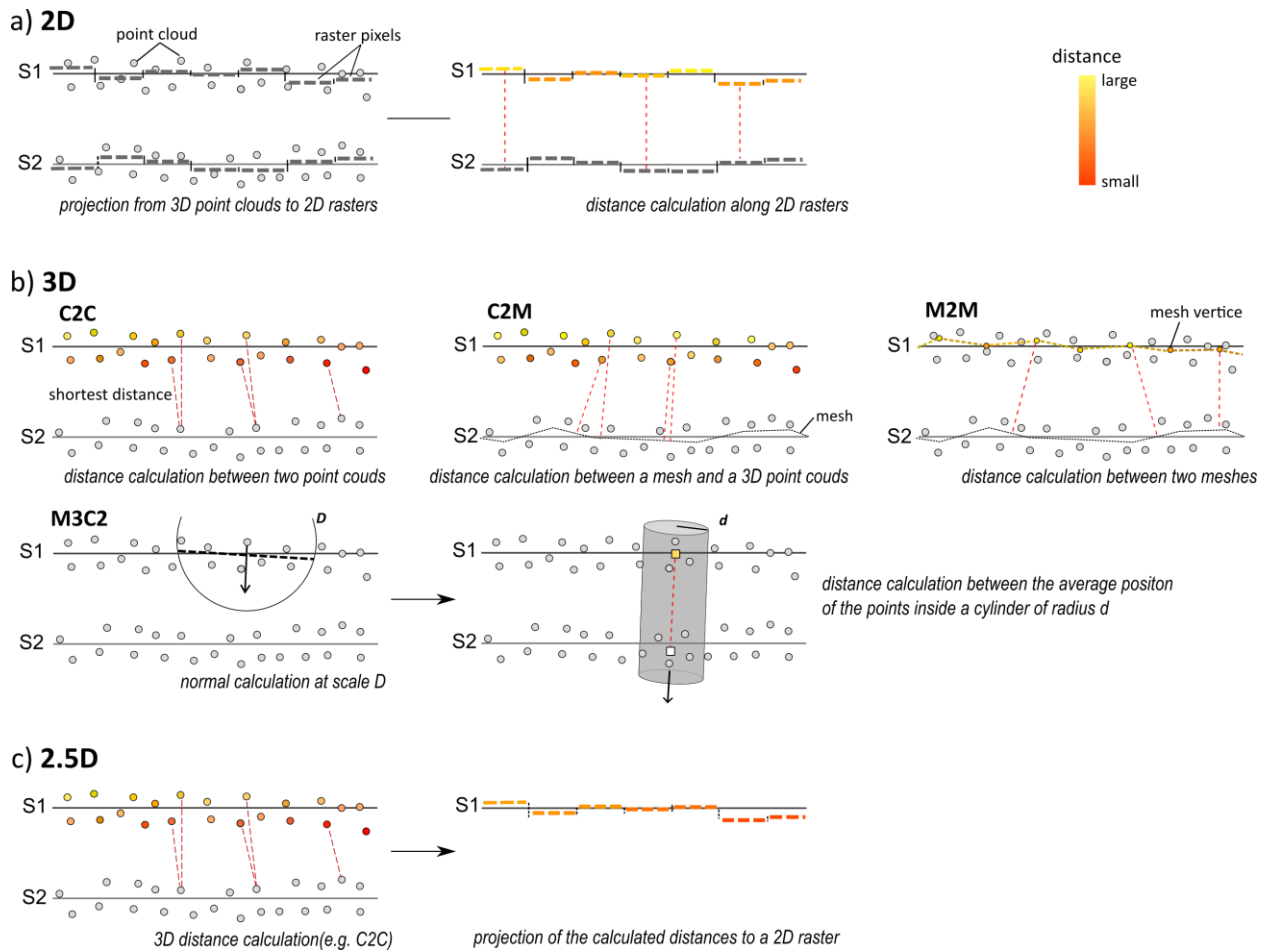 a) 2D
point cloud
raster pixels
S1
S2
projection from 3D point clouds to 2D rasters
S1
S2
distance calculation along 2D rasters
distance
large
small
b) 3D
C2C
S1
shortest distance
S2
distance calculation between two point couds
C2M
mesh
S2
distance calculation between a mesh and a 3D point couds
M2M
mesh vertice
S1
S2
distance calculation between two meshes
M3C2
D
S1
S2
normal calculation at scale D
d
S1
S2
distance calculation between the average positon
of the points inside a cylinder of radius d
c) 2.5D
S1
S2
3D distance calculation(e.g. C2C)
S1
projection of the calculated distances to a 2D raster